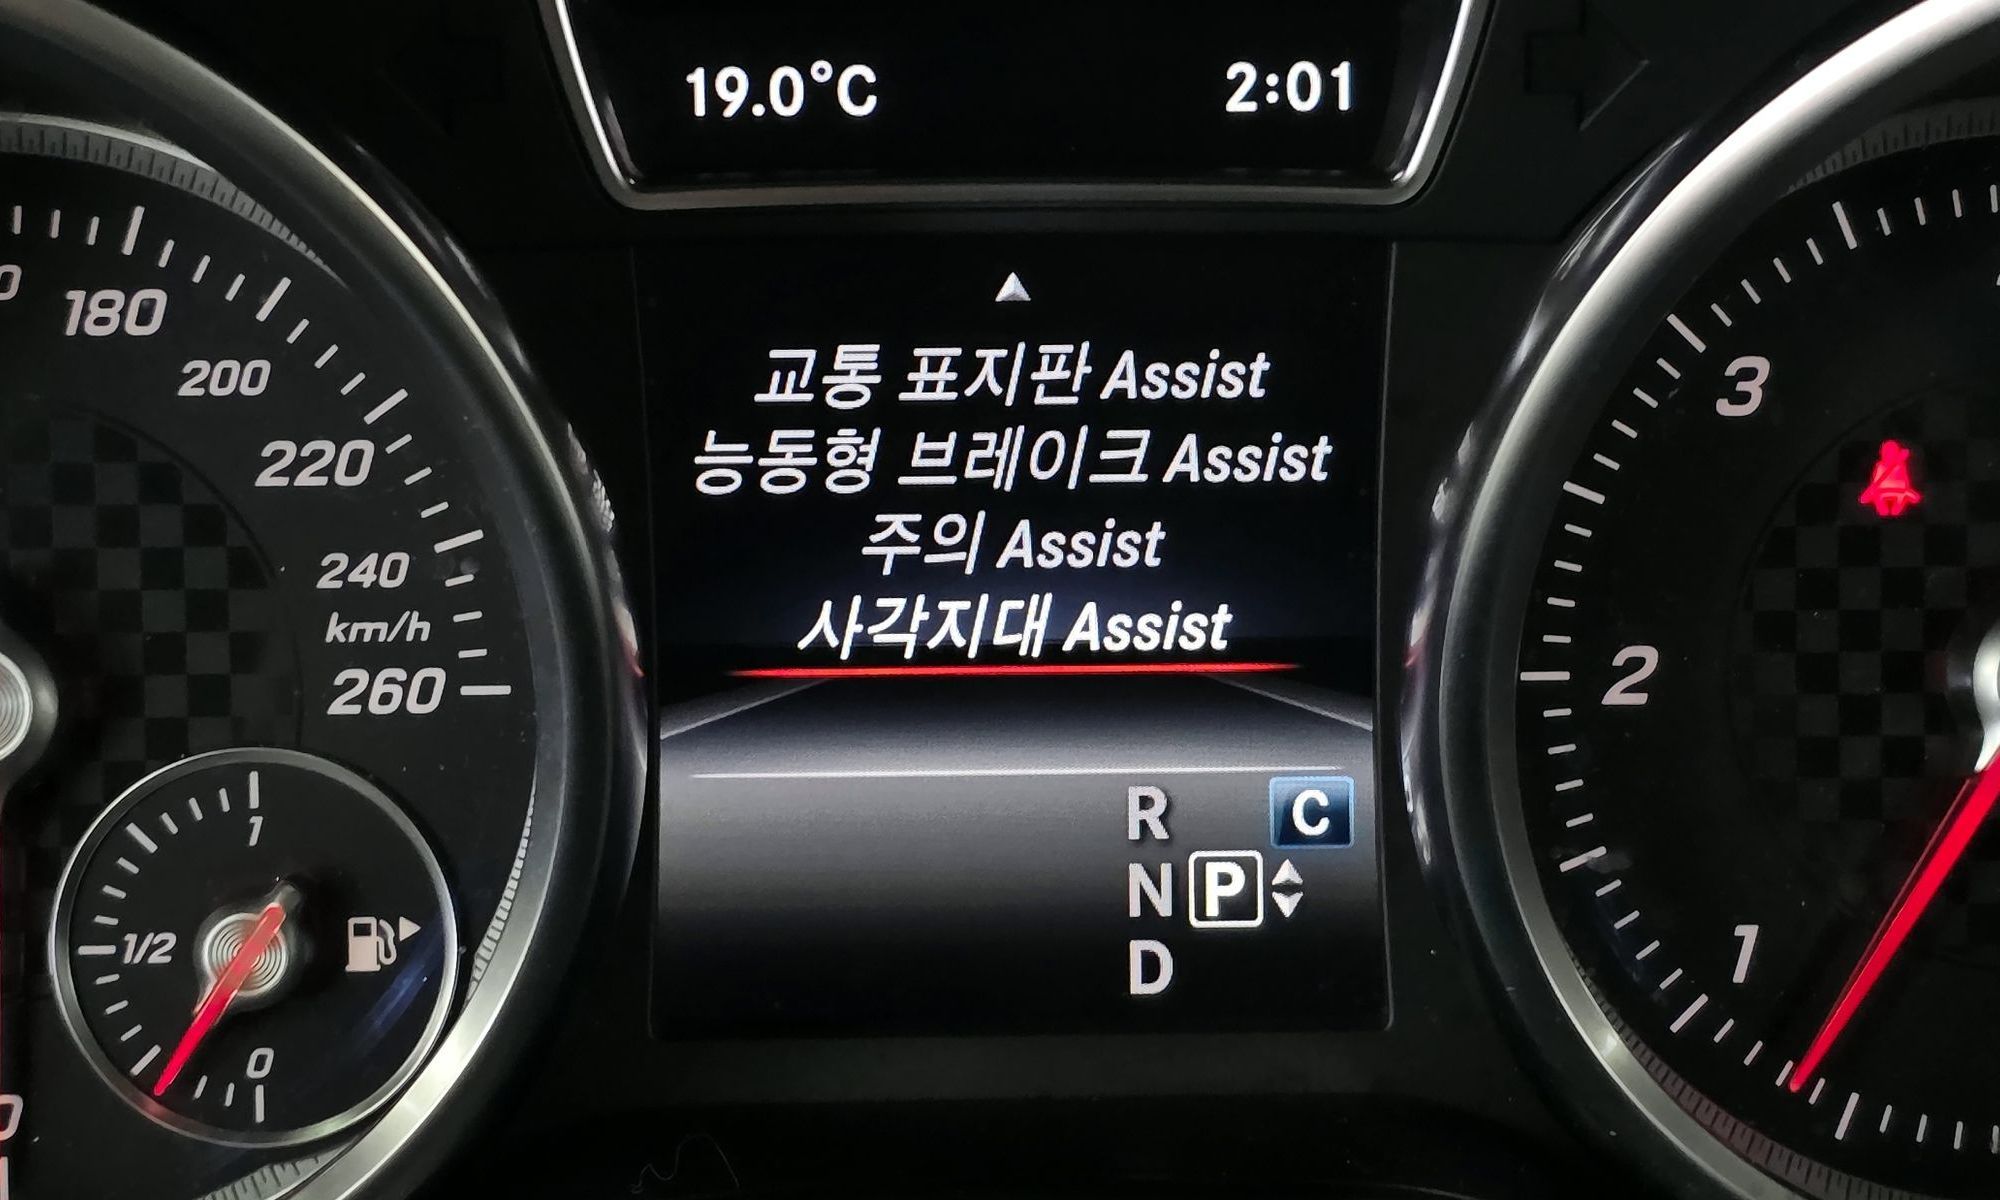 19.0°C 2:01
교통 표지판 Assist
능동형 브레이크 Assist
주의 Assist
사각지대 Assist
R C
N P
D
180
200
220
240
km/h
260
1
1/2
0
3
2
1